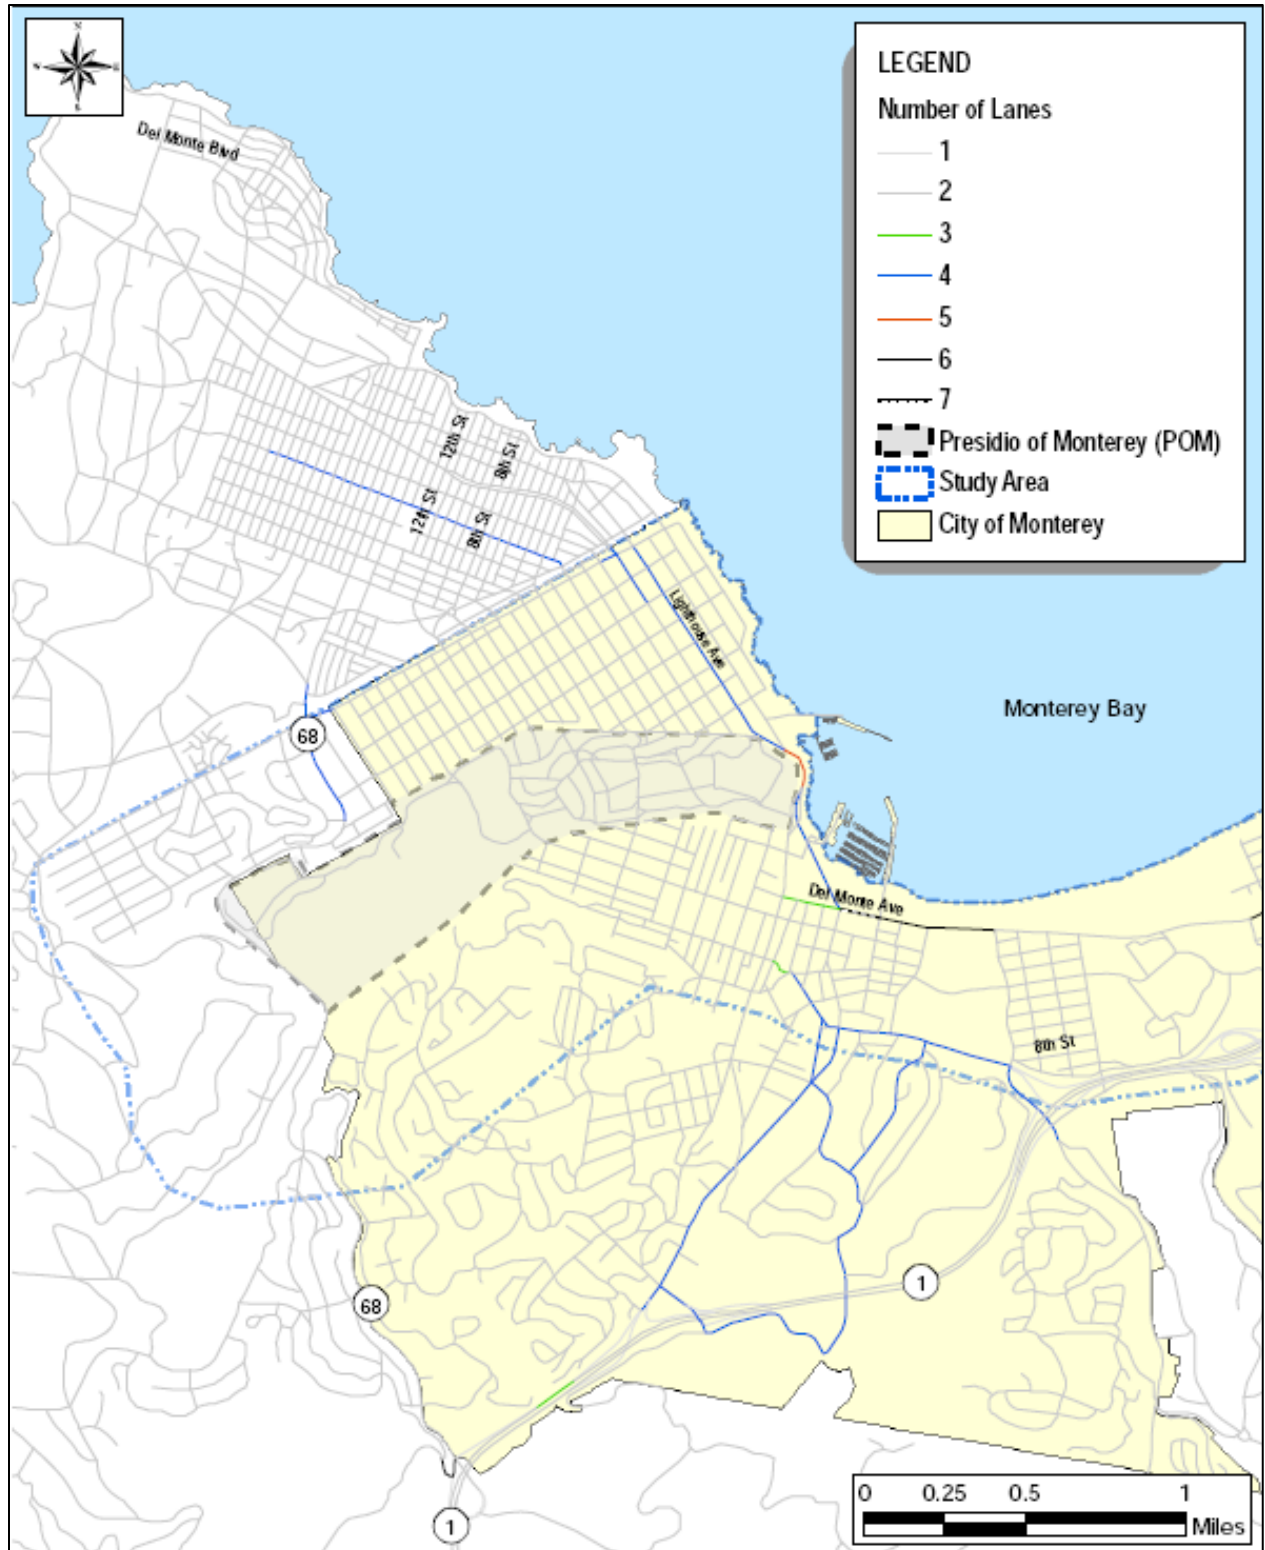 N
S
LEGEND
Number of Lanes
1
2
3
4
5
6
7
Presidio of Monterey (POM)
Study Area
City of Monterey
Del Monte Blvd
12th St
8th St
12th St
8th St
Lighthouse Ave
68
Monterey Bay
Del Monte Ave
8th St
1
68
1
0 0.25 0.5 1
Miles